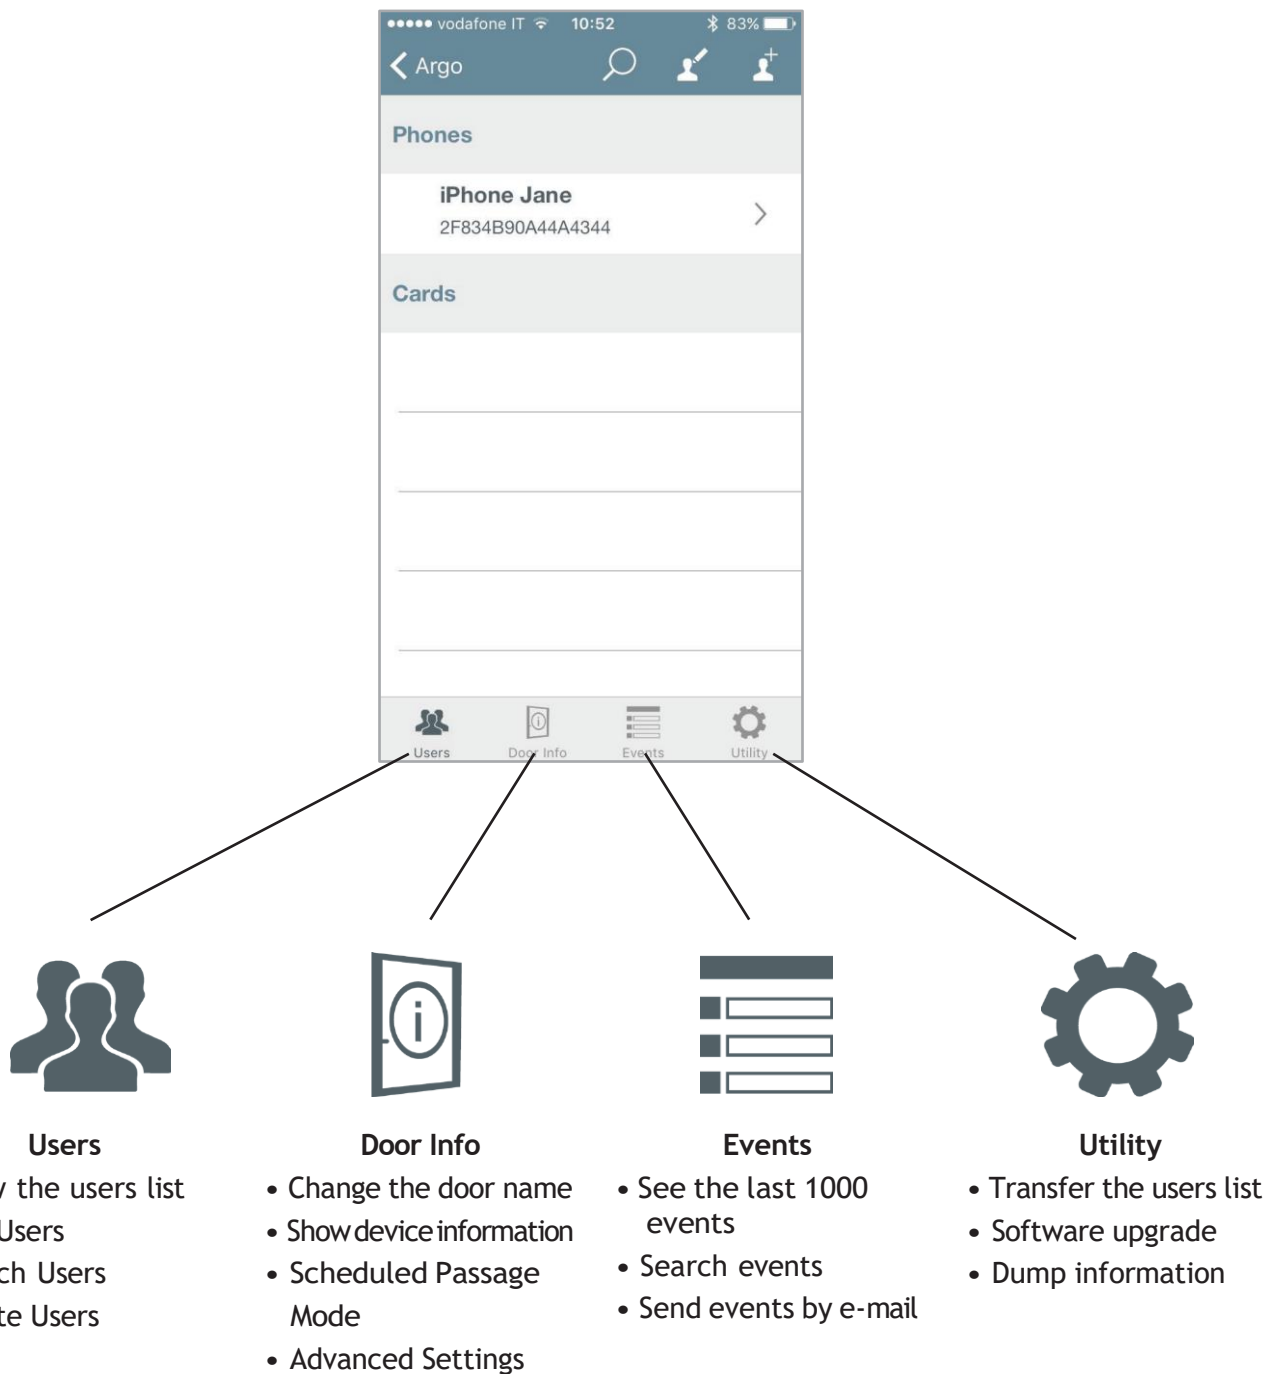 vodafone IT 10:52 83%
Argo
Phones
iPhone Jane
2F834B90A44A4344
Cards
Users Door Info Events Utility
Users
the users list
Users
Users
Users
Door Info
• Change the door name
• Show device information
• Scheduled Passage
Mode
• Advanced Settings
Events
• See the last 1000
events
• Search events
• Send events by e-mail
Utility
• Transfer the users list
• Software upgrade
• Dump information